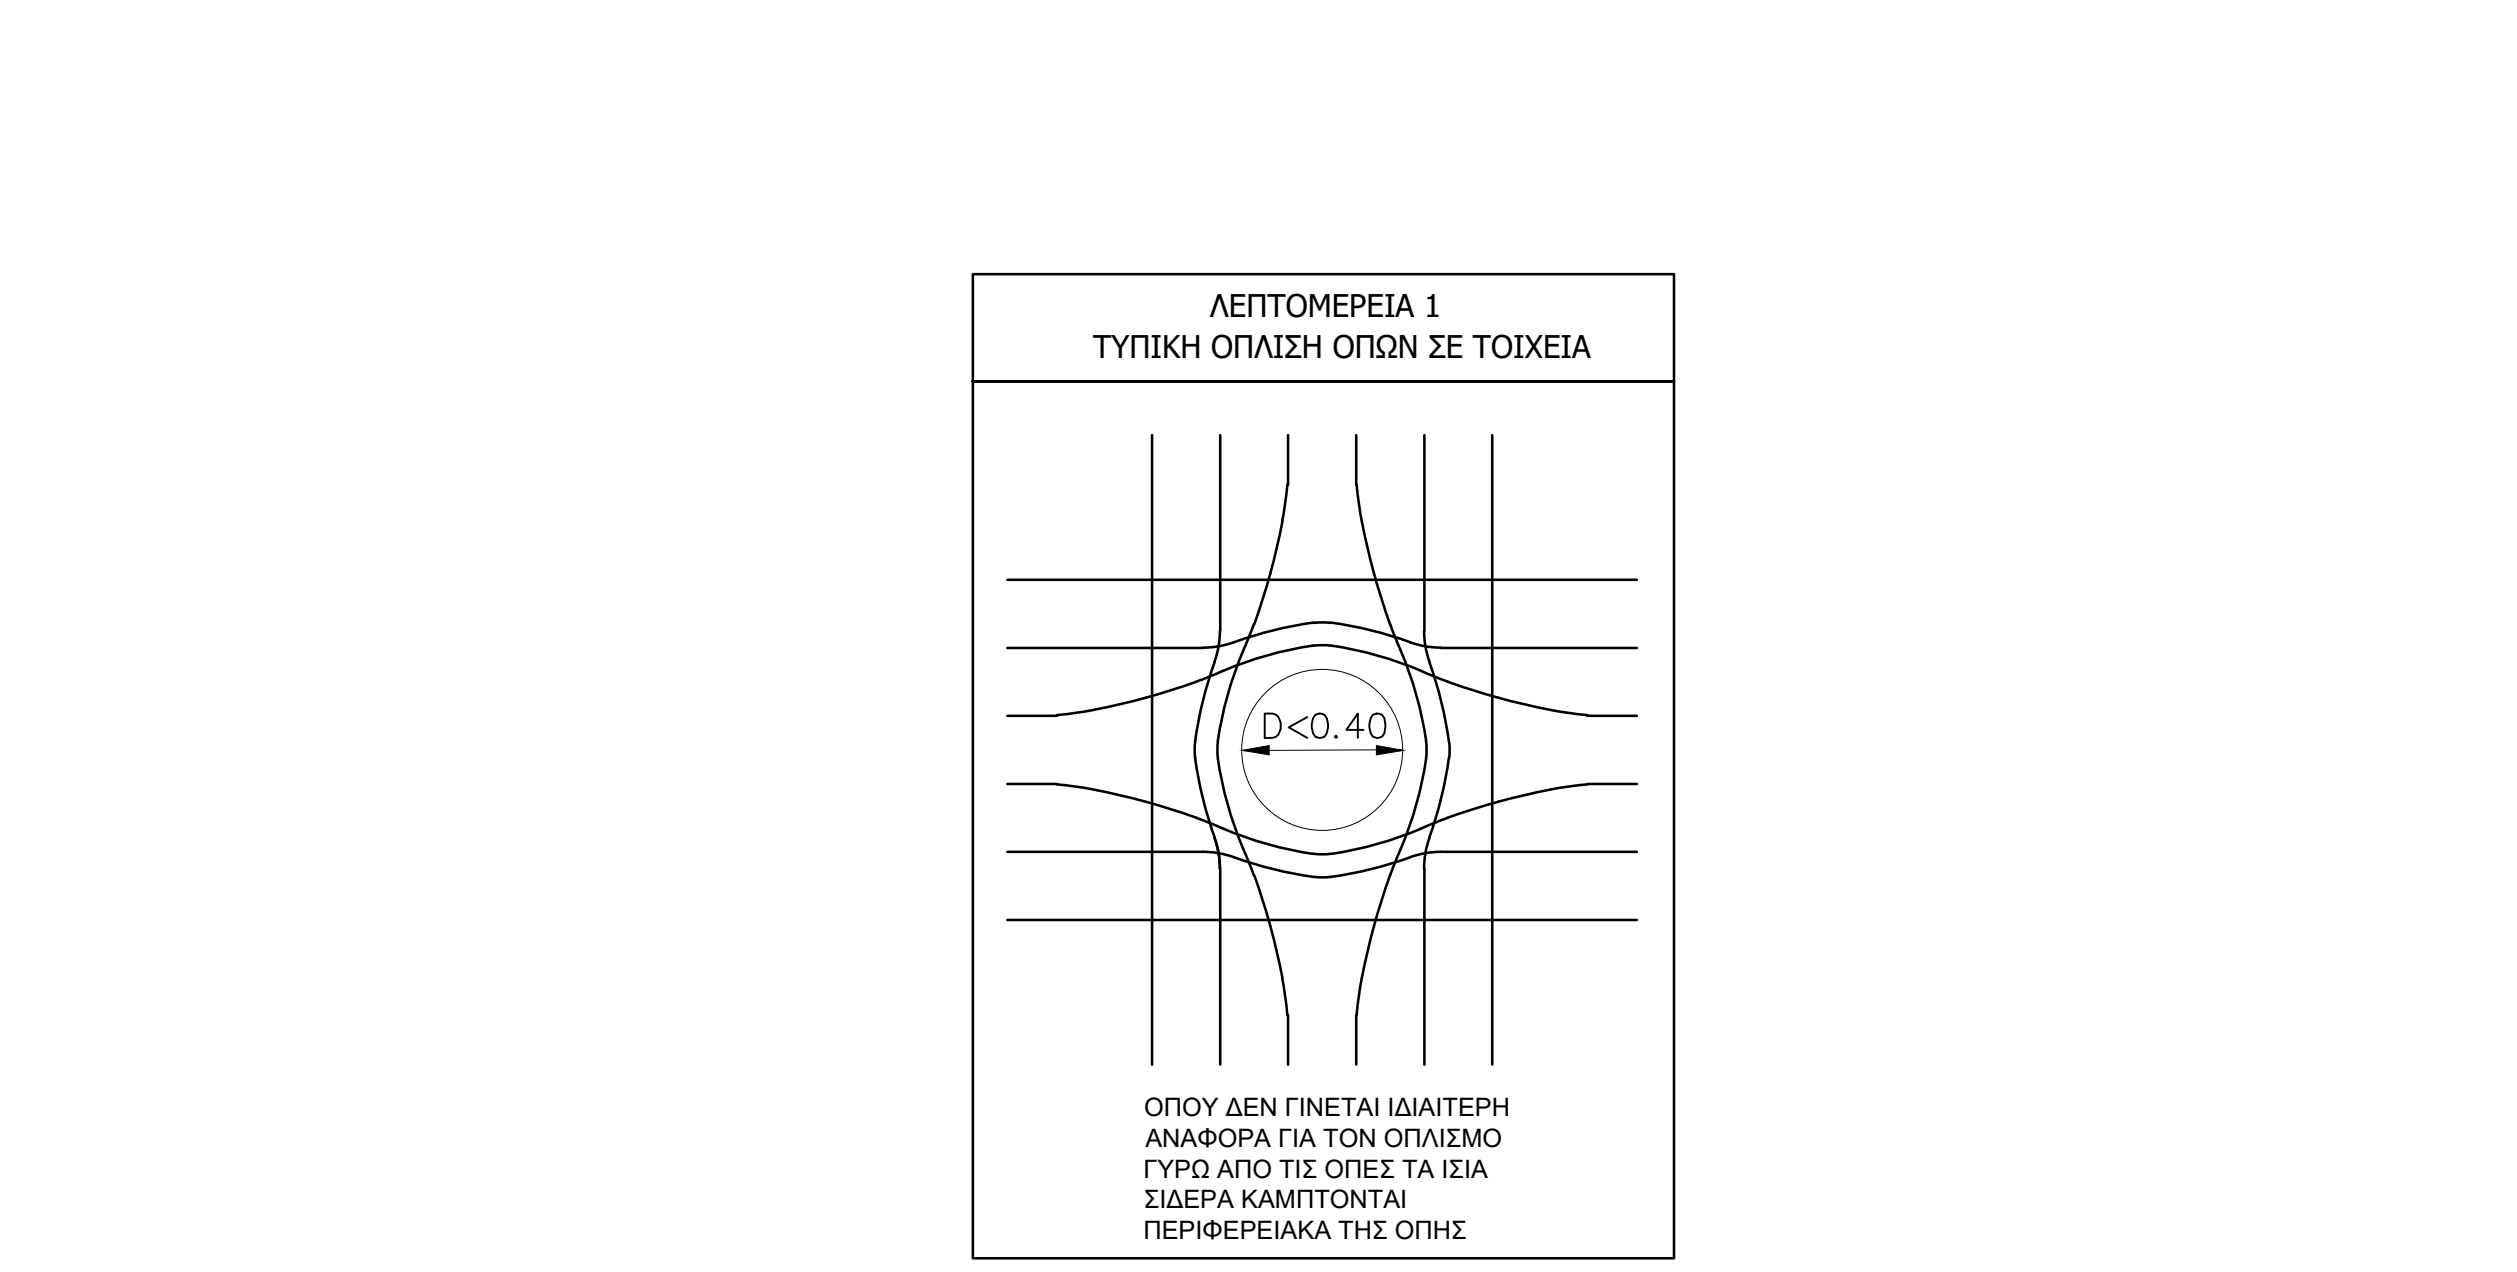 ΛΕΠΤΟΜΕΡΕΙΑ 1
ΤΥΠΙΚΗ ΟΠΛΙΣΗ ΟΠΩΝ ΣΕ ΤΟΙΧΕΙΑ
D<0.40
ΟΠΟΥ ΔΕΝ ΓΙΝΕΤΑΙ ΙΔΙΑΙΤΕΡΗ
ΑΝΑΦΟΡΑ ΓΙΑ ΤΟΝ ΟΠΛΙΣΜΟ
ΓΥΡΩ ΑΠΟ ΤΙΣ ΟΠΕΣ ΤΑ ΙΣΙΑ
ΣΙΔΕΡΑ ΚΑΜΠΤΟΝΤΑΙ
ΠΕΡΙΦΕΡΕΙΑΚΑ ΤΗΣ ΟΠΗΣ